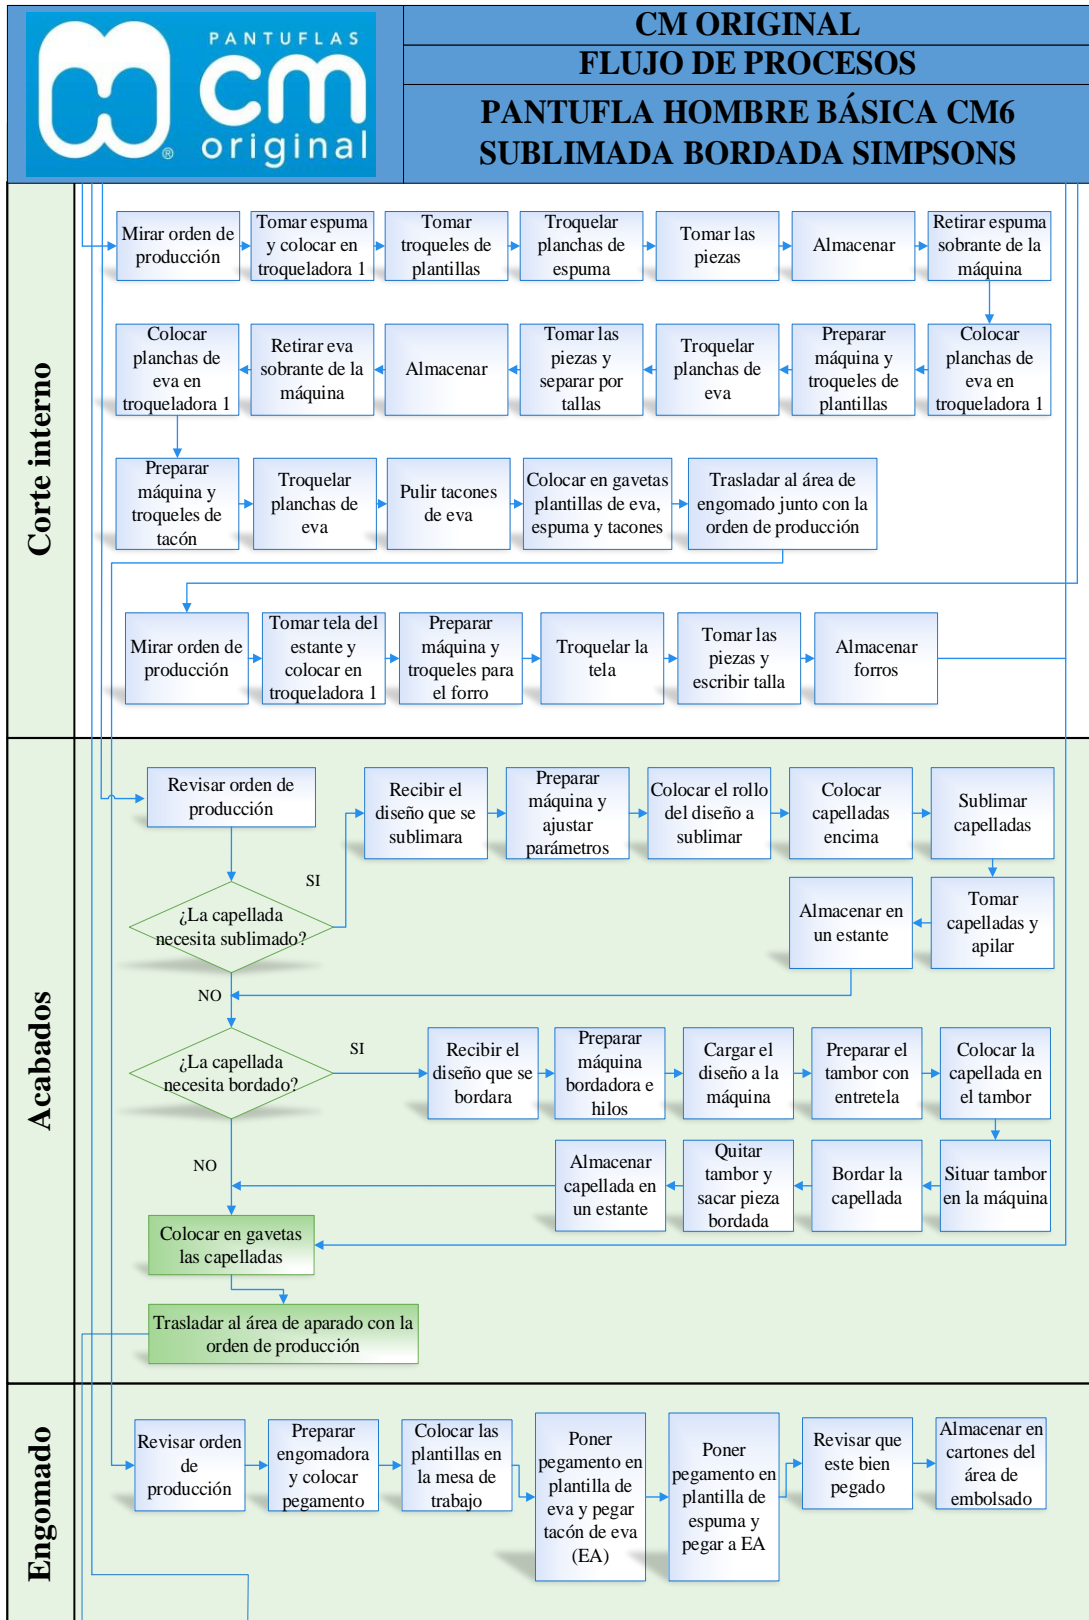 PANTUFLAS
cm
original
®
CM ORIGINAL
FLUJO DE PROCESOS
PANTUFLA HOMBRE BÁSICA CM6
SUBLIMADA BORDADA SIMPSONS
Corte interno
Mirar orden de
producción
Tomar espuma
y colocar en
troqueladora 1
Tomar
troqueles de
plantillas
Troquelar
planchas de
espuma
Tomar las
piezas
Almacenar
Retirar espuma
sobrante de la
máquina
Colocar
planchas de
eva en
troqueladora 1
Retirar eva
sobrante de la
máquina
Almacenar
Tomar las
piezas y
separar por
tallas
Troquelar
planchas de
eva
Preparar
máquina y
troqueles de
plantillas
Colocar
planchas de
eva en
troqueladora 1
Preparar
máquina y
troqueles de
tacón
Troquelar
planchas de
eva
Pulir tacones
de eva
Colocar en gavetas
plantillas de eva,
espuma y tacones
Trasladar al área de
engomado junto con la
orden de producción
Mirar orden de
producción
Tomar tela del
estante y
colocar en
troqueladora 1
Preparar
máquina y
troqueles para
el forro
Troquelar la
tela
Tomar las
piezas y
escribir talla
Almacenar
forros
Acabados
Revisar orden de
producción
Recibir el
diseño que se
sublimara
Preparar
máquina y
ajustar
parámetros
Colocar el rollo
del diseño a
sublimar
Colocar
capelladas
encima
Sublimar
capelladas
SI
¿La capellada
necesita sublimado?
Almacenar en
un estante
Tomar
capelladas y
apilar
NO
¿La capellada
necesita bordado?
SI
Recibir el
diseño que se
bordara
Preparar
máquina
bordadora e
hilos
Cargar el
diseño a la
máquina
Preparar el
tambor con
entretela
Colocar la
capellada en
el tambor
NO
Almacenar
capellada en
un estante
Quitar
tambor y
sacar pieza
bordada
Bordar la
capellada
Situar tambor
en la máquina
Colocar en gavetas
las capelladas
Trasladar al área de aparado con la
orden de producción
Engomado
Revisar orden
de
producción
Preparar
engomadora
y colocar
pegamento
Colocar las
plantillas en
la mesa de
trabajo
Poner
pegamento en
plantilla de
eva y pegar
tacón de eva
(EA)
Poner
pegamento en
plantilla de
espuma y
pegar a EA
Revisar que
este bien
pegado
Almacenar en
cartones del
área de
embolsado